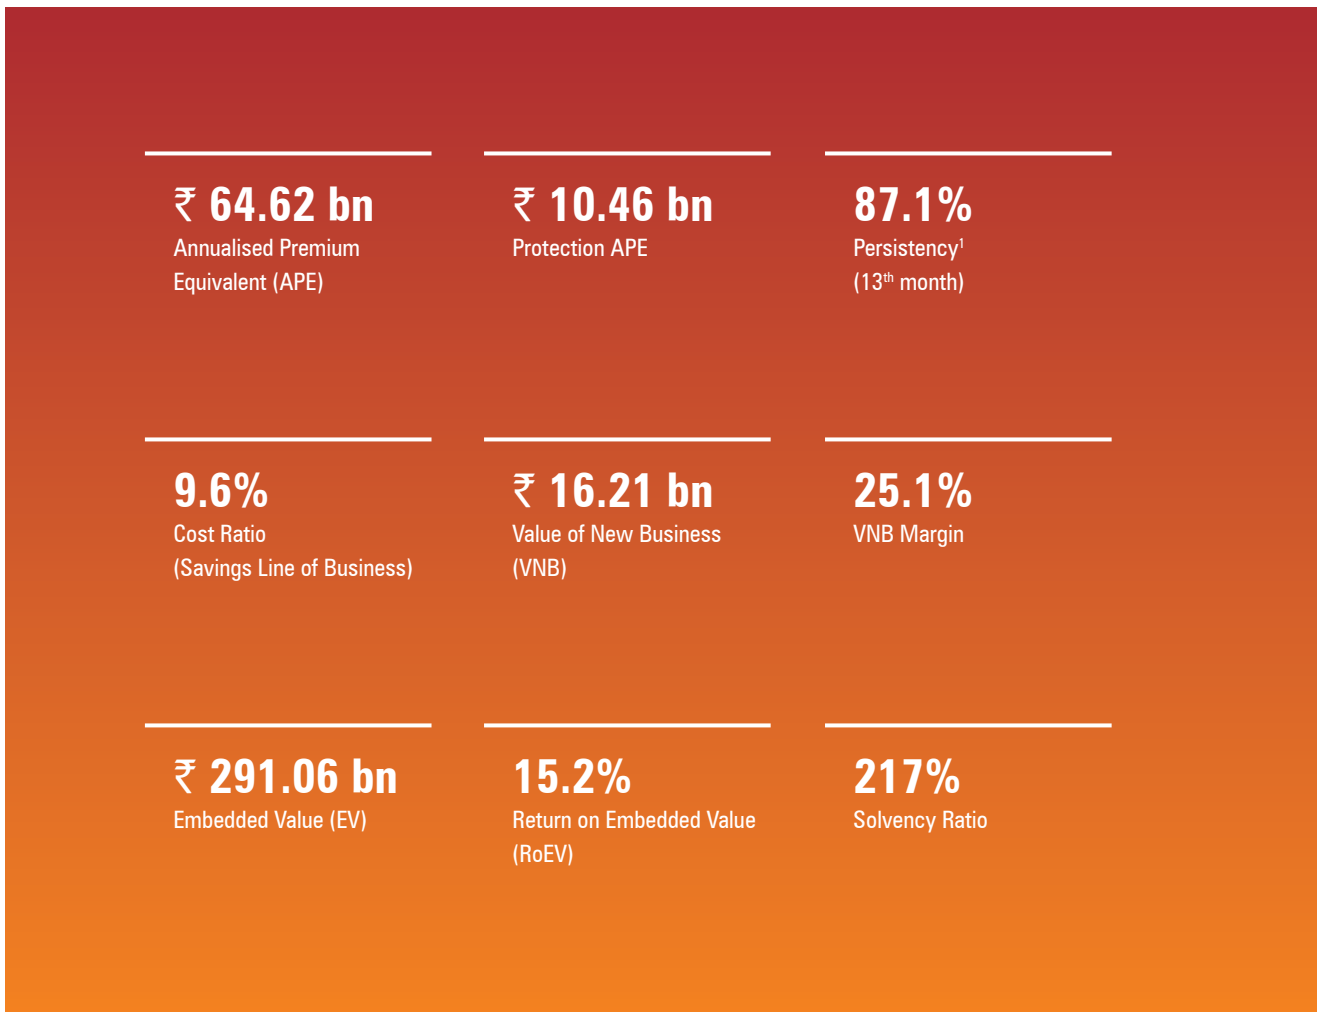 ₹ 64.62 bn
Annualised Premium
Equivalent (APE)
₹ 10.46 bn
Protection APE
87.1%
Persistency¹
(13th month)
9.6%
Cost Ratio
(Savings Line of Business)
₹ 16.21 bn
Value of New Business
(VNB)
25.1%
VNB Margin
₹ 291.06 bn
Embedded Value (EV)
15.2%
Return on Embedded Value
(RoEV)
217%
Solvency Ratio